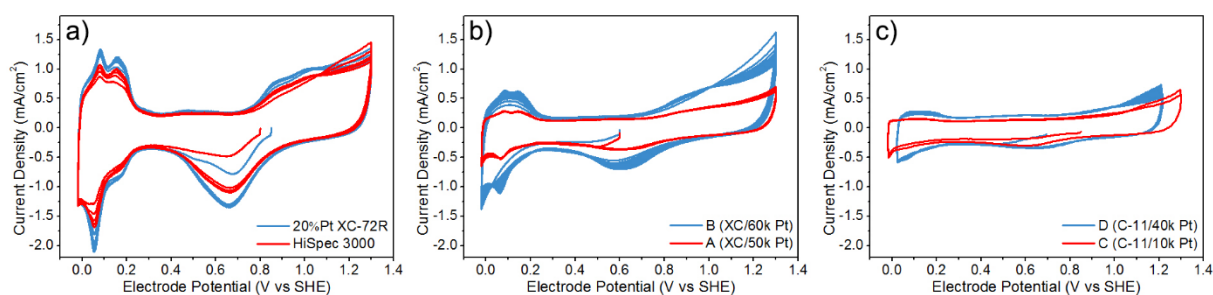 a)
1.5
1.0
0.5
0.0
-0.5
-1.0
-1.5
-2.0
Current Density (mA/cm²)
20%Pt XC-72R
HiSpec 3000
0.0 0.2 0.4 0.6 0.8 1.0 1.2 1.4
Electrode Potential (V vs SHE)
b)
1.5
1.0
0.5
0.0
-0.5
-1.0
-1.5
-2.0
Current Density (mA/cm²)
B (XC/60k Pt)
A (XC/50k Pt)
0.0 0.2 0.4 0.6 0.8 1.0 1.2 1.4
Electrode Potential (V vs SHE)
c)
1.5
1.0
0.5
0.0
-0.5
-1.0
-1.5
-2.0
Current Density (mA/cm²)
D (C-11/40k Pt)
C (C-11/10k Pt)
0.0 0.2 0.4 0.6 0.8 1.0 1.2 1.4
Electrode Potential (V vs SHE)